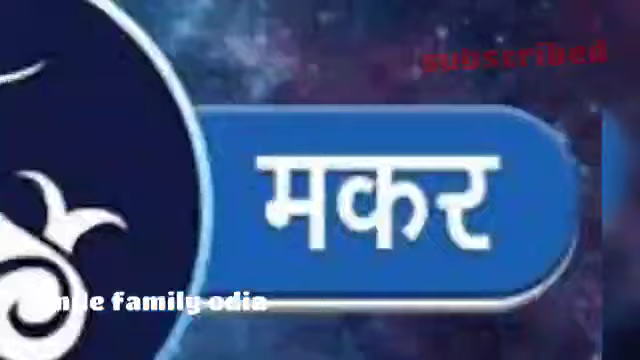 subscribed
मकर
family odia